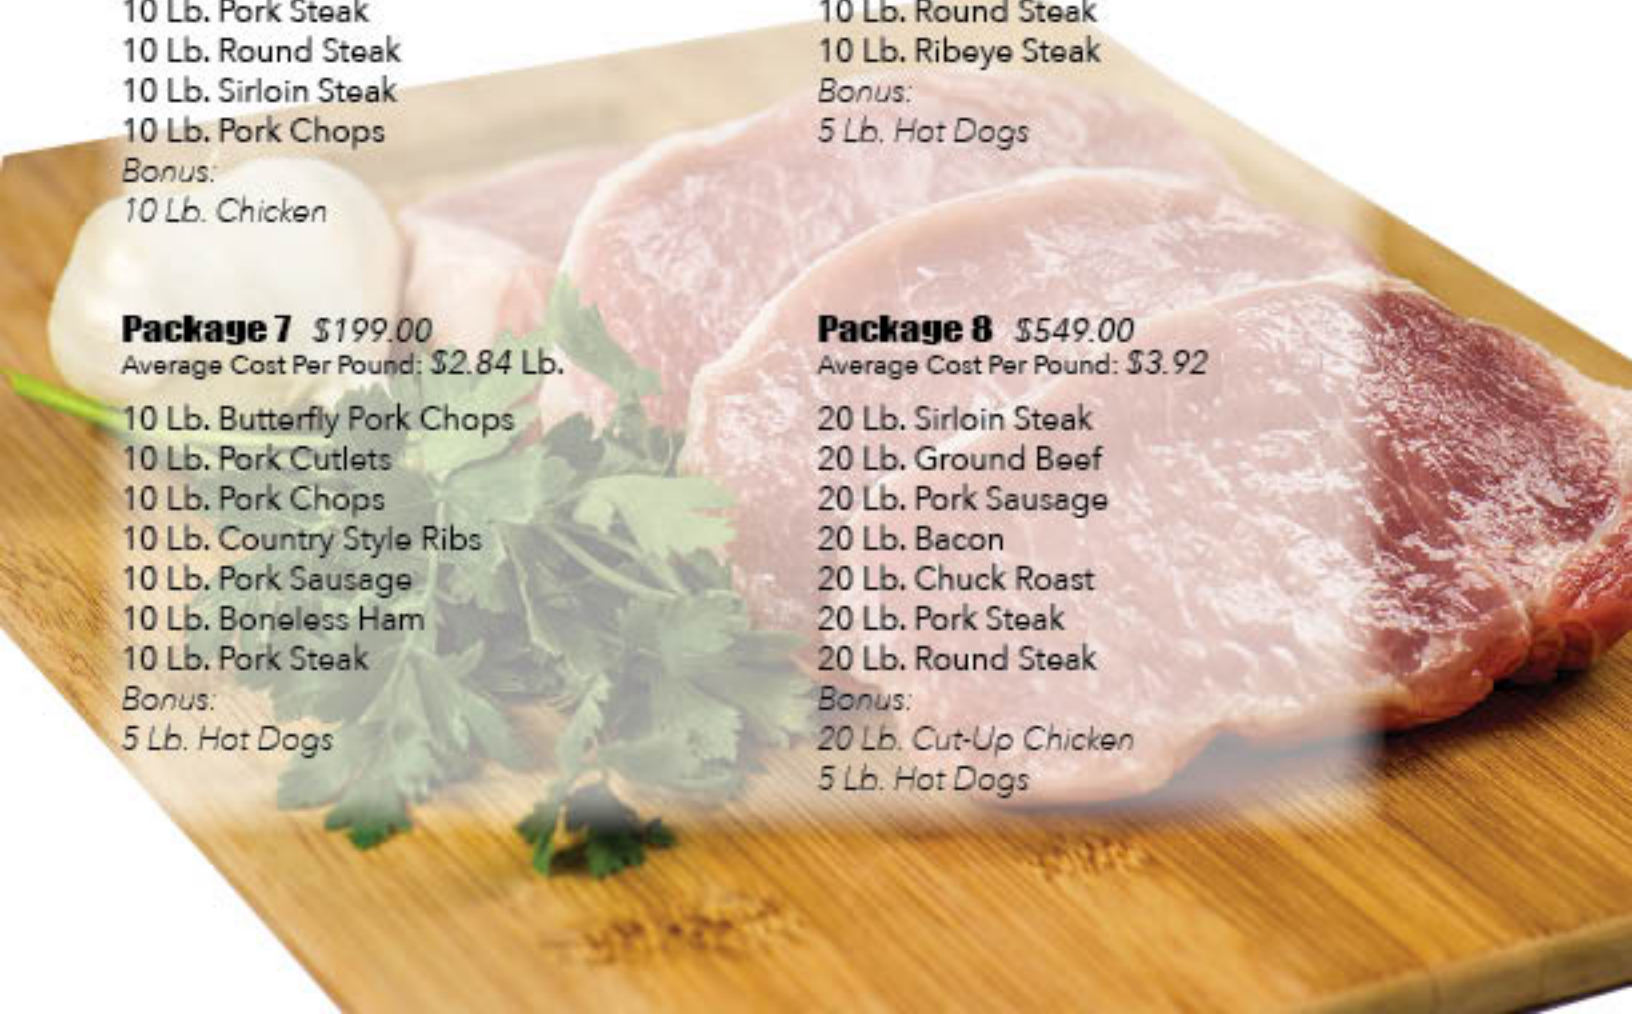 10 Lb. Pork Steak
10 Lb. Round Steak
10 Lb. Sirloin Steak
10 Lb. Pork Chops
Bonus:
10 Lb. Chicken
10 Lb. Round Steak
10 Lb. Ribeye Steak
Bonus:
5 Lb. Hot Dogs
Package 7 $199.00
Average Cost Per Pound: $2.84 Lb.
10 Lb. Butterfly Pork Chops
10 Lb. Pork Cutlets
10 Lb. Pork Chops
10 Lb. Country Style Ribs
10 Lb. Pork Sausage
10 Lb. Boneless Ham
10 Lb. Pork Steak
Bonus:
5 Lb. Hot Dogs
Package 8 $549.00
Average Cost Per Pound: $3.92
20 Lb. Sirloin Steak
20 Lb. Ground Beef
20 Lb. Pork Sausage
20 Lb. Bacon
20 Lb. Chuck Roast
20 Lb. Pork Steak
20 Lb. Round Steak
Bonus:
20 Lb. Cut-Up Chicken
5 Lb. Hot Dogs